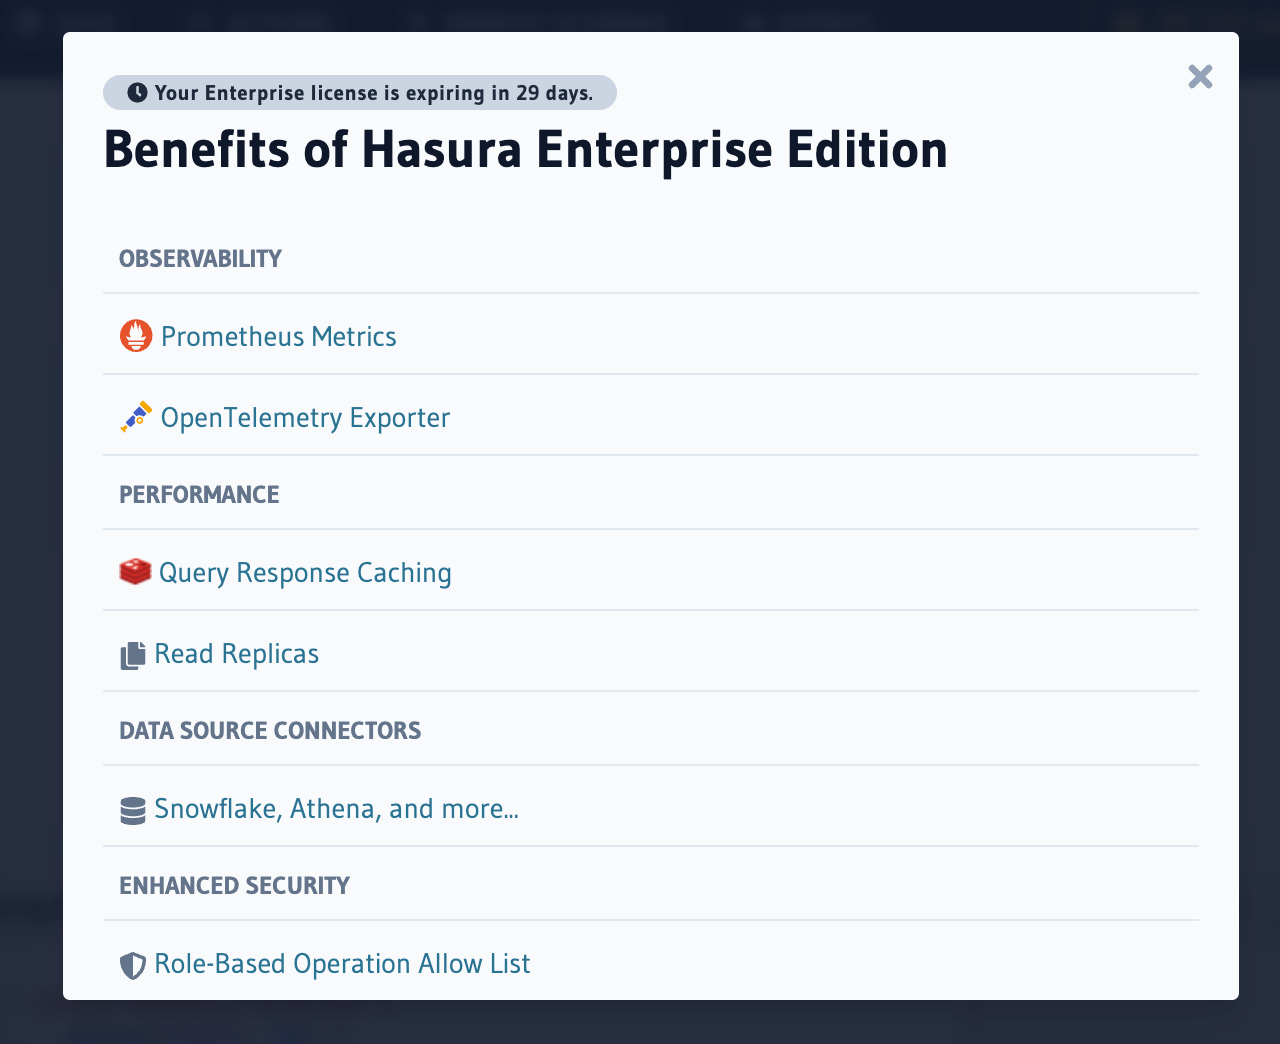 Your Enterprise license is expiring in 29 days.
Benefits of Hasura Enterprise Edition
OBSERVABILITY
Prometheus Metrics
OpenTelemetry Exporter
PERFORMANCE
Query Response Caching
Read Replicas
DATA SOURCE CONNECTORS
Snowflake, Athena, and more...
ENHANCED SECURITY
Role-Based Operation Allow List